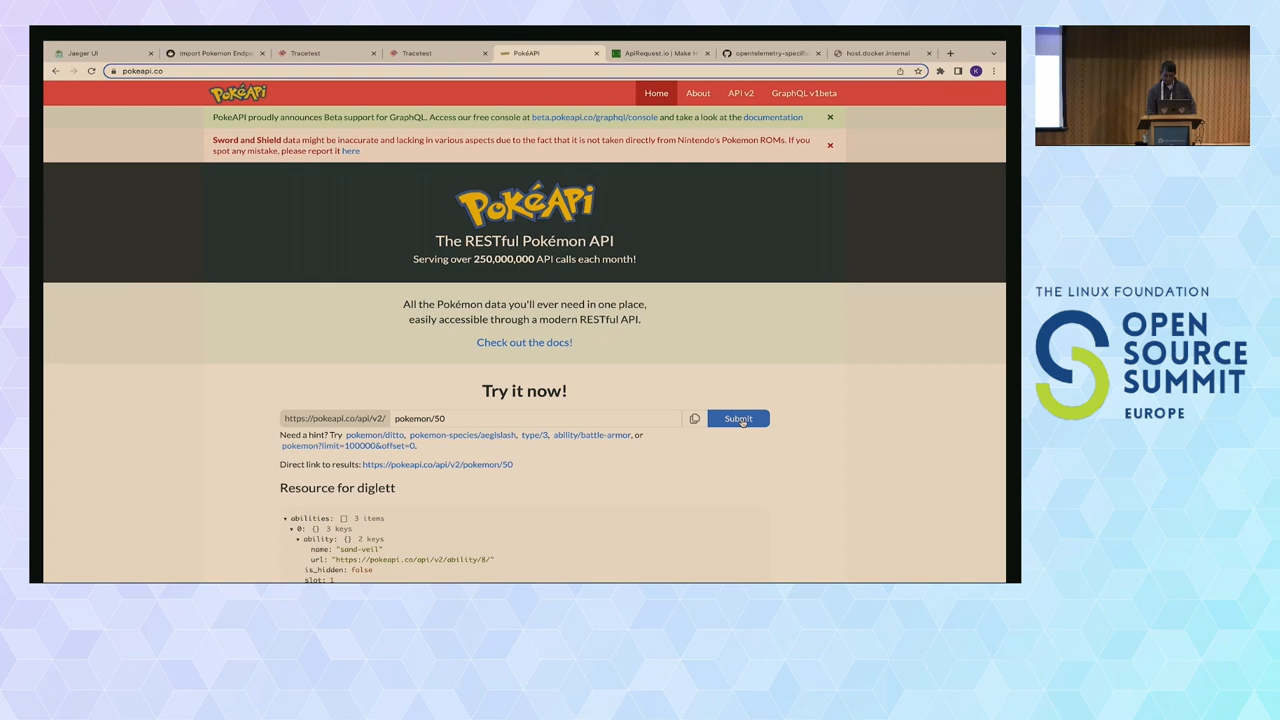 Jaeger UI
Import Pokemon Endpo
Tracetest
Tracetest
PokéAPI
ApiRequest.io | Make H
opentelemetry-specific
host.docker.internal
pokeapi.co
K
PokéAPI
Home
About
API v2
GraphQL v1beta
PokeAPI proudly announces Beta support for GraphQL. Access our free console at beta.pokeapi.co/graphql/console and take a look at the documentation
Sword and Shield data might be inaccurate and lacking in various aspects due to the fact that it is not taken directly from Nintendo's Pokemon ROMs. If you
spot any mistake, please report it here
PokéAPI
The RESTful Pokémon API
Serving over 250,000,000 API calls each month!
All the Pokémon data you'll ever need in one place,
easily accessible through a modern RESTful API.
Check out the docs!
Try it now!
https://pokeapi.co/api/v2/
pokemon/50
Submit
Need a hint? Try pokemon/ditto, pokemon-species/aegislash, type/3, ability/battle-armor, or
pokemon?limit=100000&offset=0.
Direct link to results: https://pokeapi.co/api/v2/pokemon/50
Resource for diglett
abilities: [] 3 items
0: {} 3 keys
ability: {} 2 keys
name: "sand-veil"
url: "https://pokeapi.co/api/v2/ability/8/"
is_hidden: false
slot: 1
THE LINUX FOUNDATION
OPEN
SOURCE
SUMMIT
EUROPE